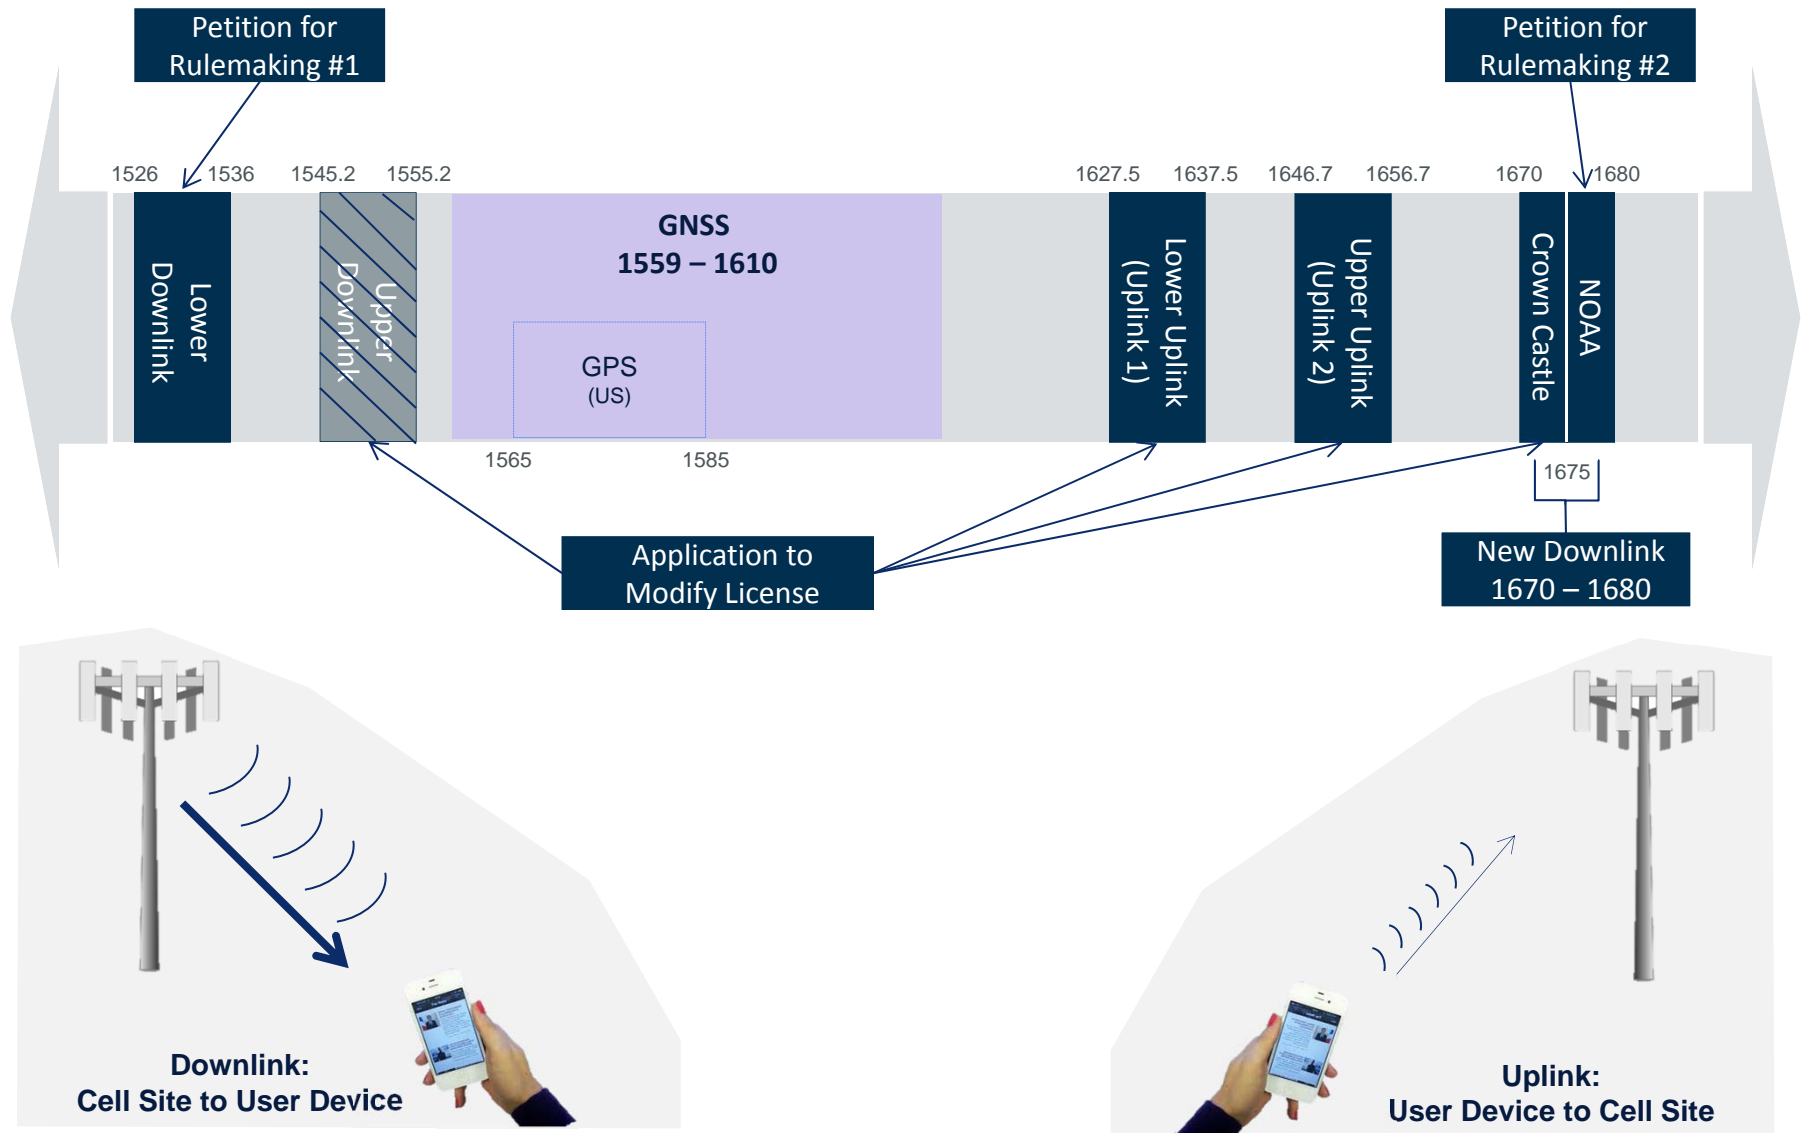 Petition for
Rulemaking #1
Petition for
Rulemaking #2
1526
1536
1545.2
1555.2
1627.5
1637.5
1646.7
1656.7
1670
1680
Lower
Downlink
Upper
Downlink
GNSS
1559 – 1610
GPS
(US)
Lower Uplink
(Uplink 1)
Upper Uplink
(Uplink 2)
Crown Castle
NOAA
1565
1585
1675
Application to
Modify License
New Downlink
1670 – 1680
Downlink:
Cell Site to User Device
Uplink:
User Device to Cell Site